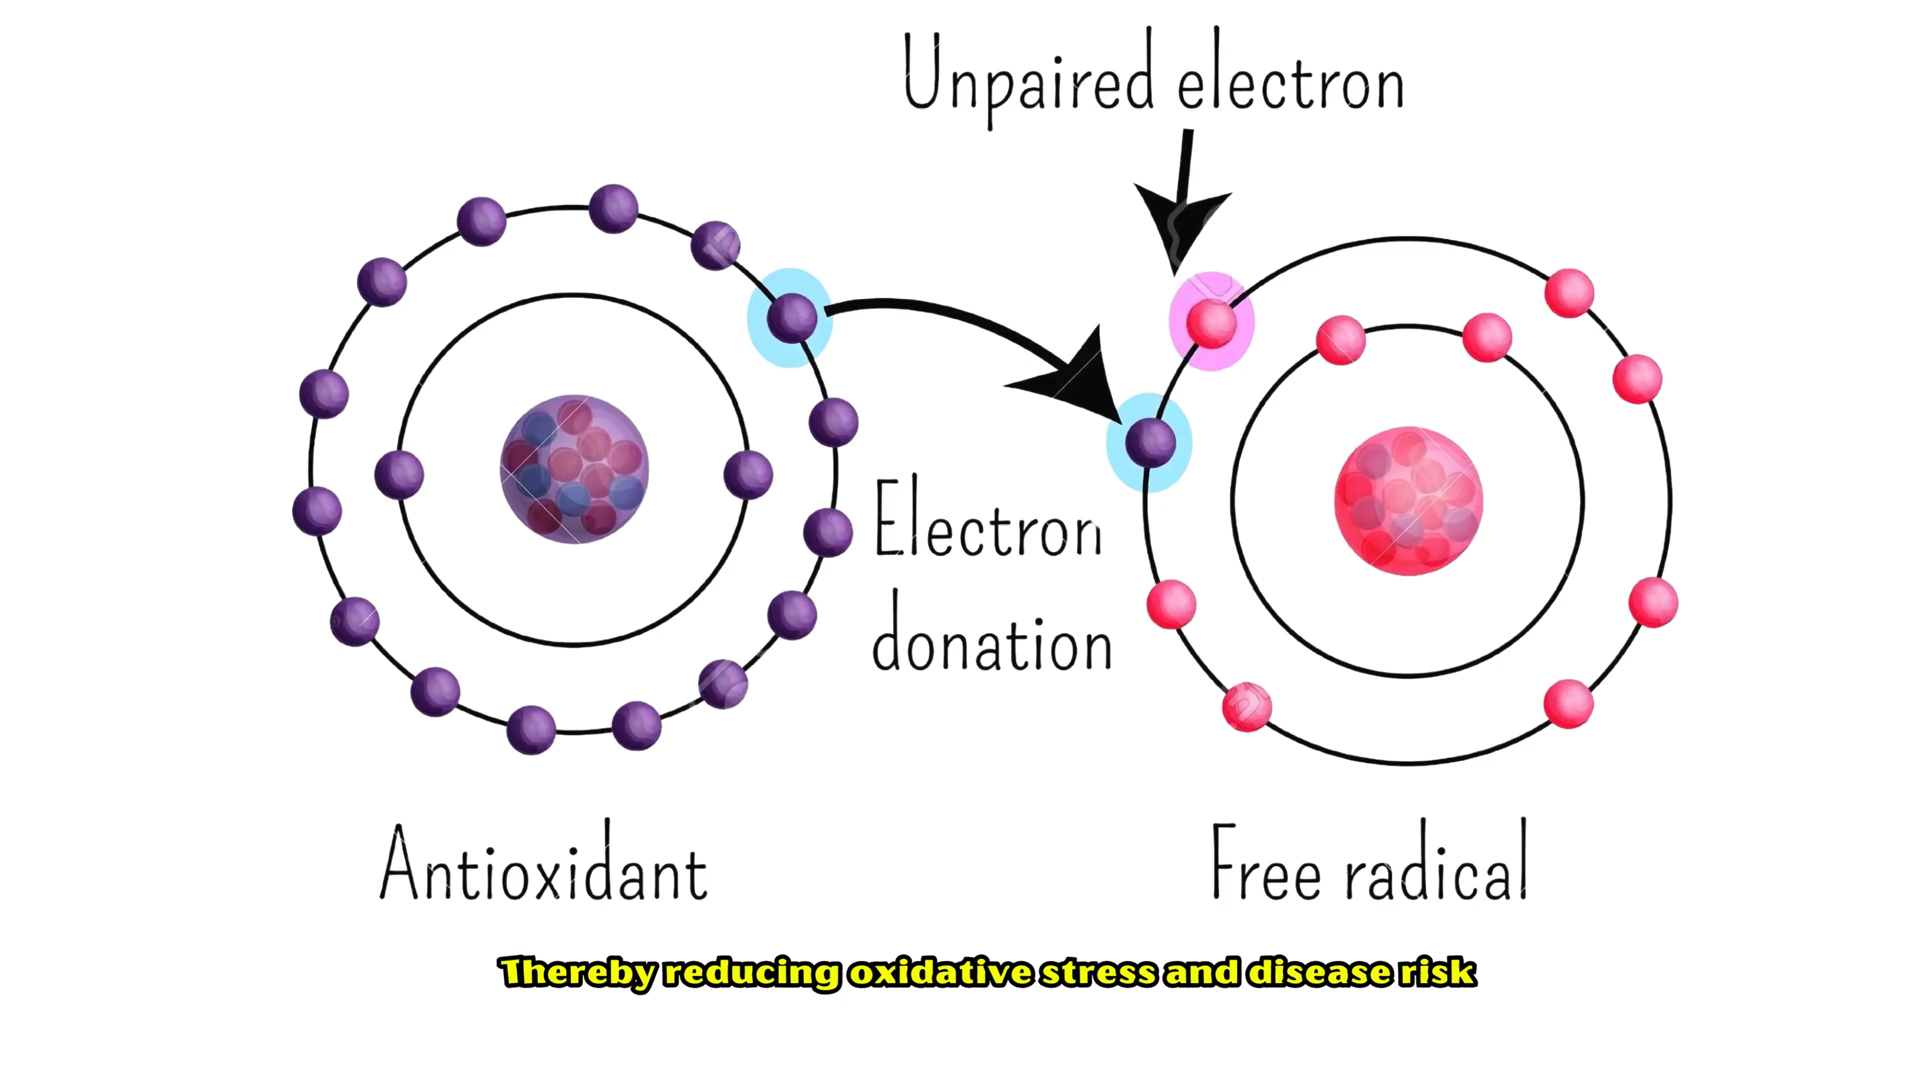 Unpaired electron
Electron
donation
Antioxidant
Free radical
Thereby reducing oxidative stress and disease risk